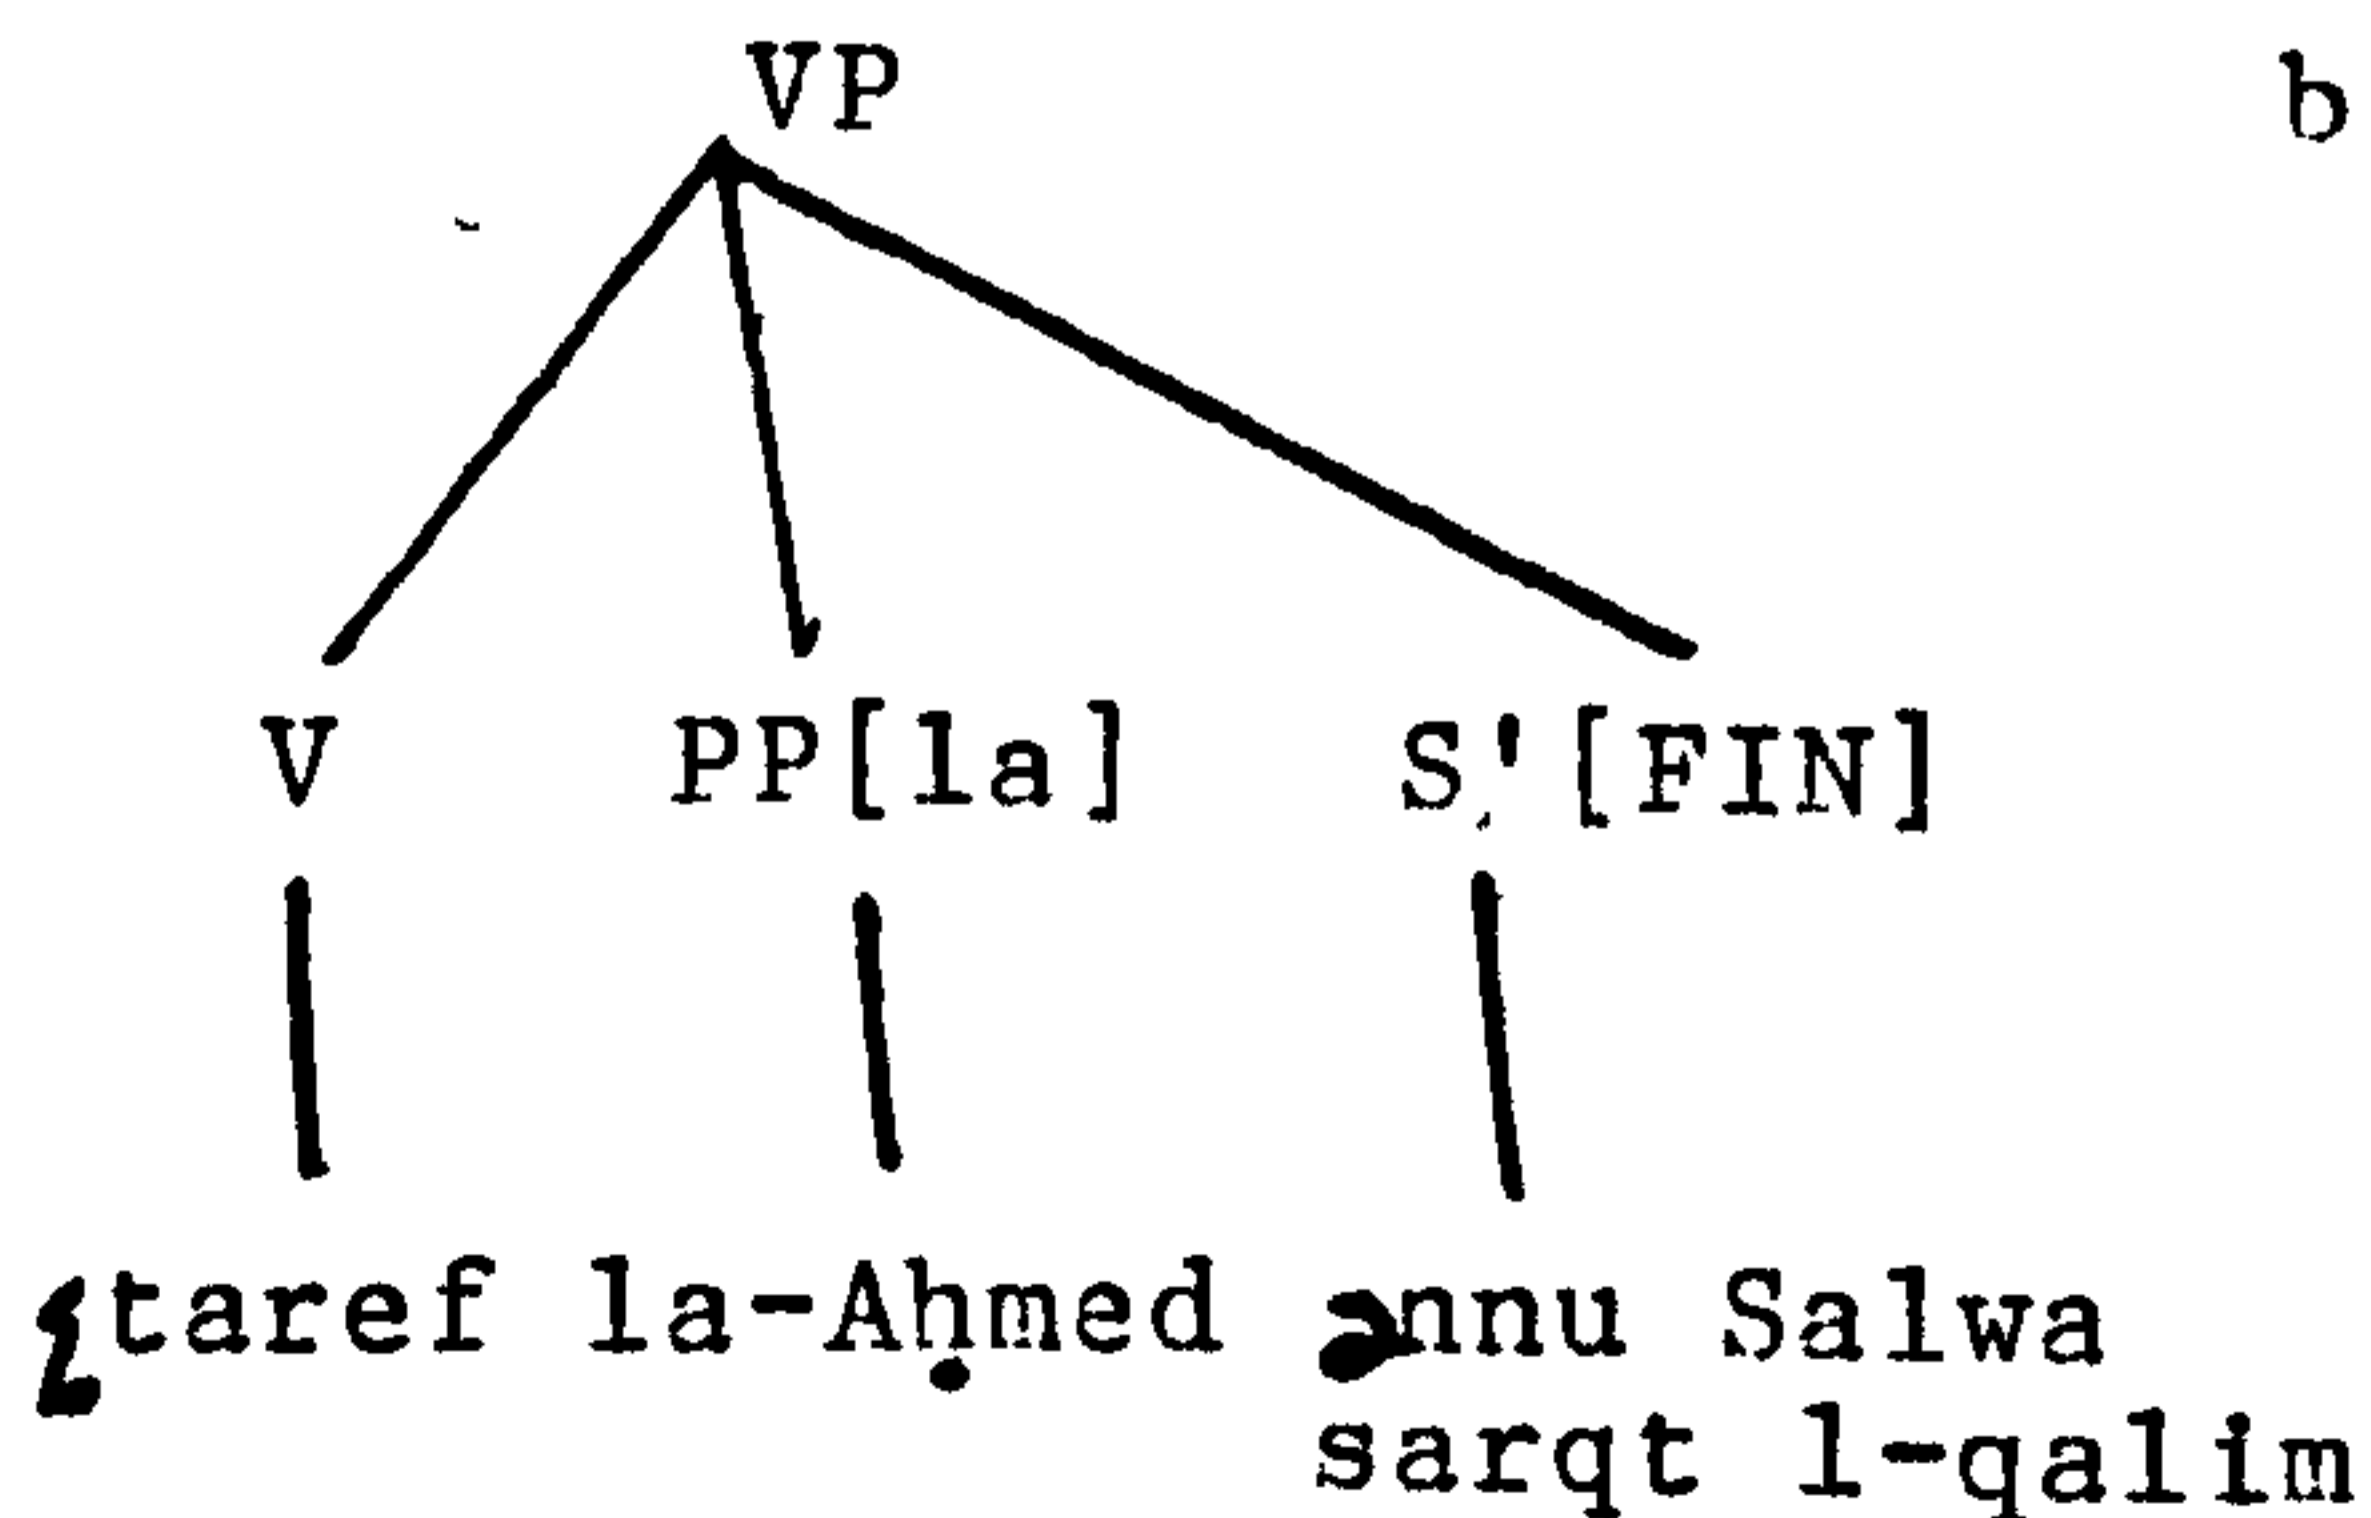 VP b
V PP[la] S'[FIN]
ʕtaref la-Aḥmed ənnu Salwa
sarqt l-qalim